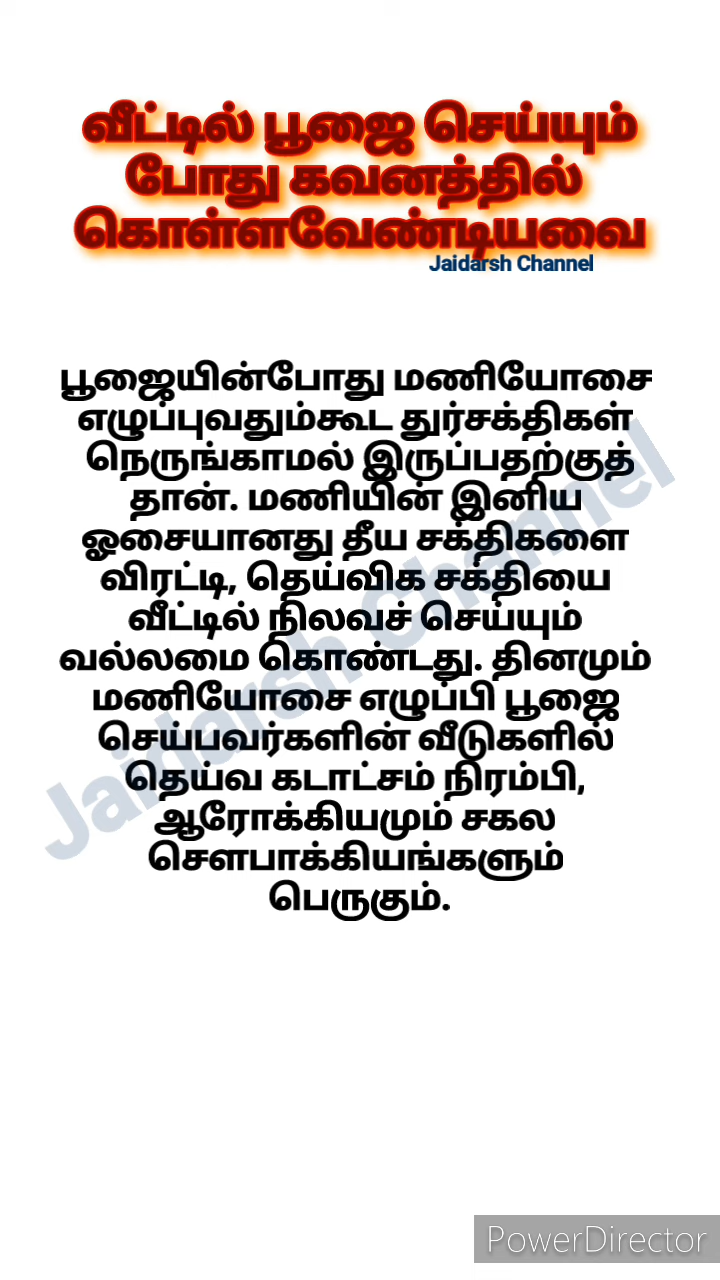 வீட்டில் பூஜை செய்யும்
போது கவனத்தில்
கொள்ளவேண்டியவை
Jaidarsh Channel
பூஜையின்போது மணியோசை
எழுப்புவதும்கூட துர்சக்திகள்
நெருங்காமல் இருப்பதற்குத்
தான். மணியின் இனிய
ஓசையானது தீய சக்திகளை
விரட்டி, தெய்விக சக்தியை
வீட்டில் நிலவச் செய்யும்
வல்லமை கொண்டது. தினமும்
மணியோசை எழுப்பி பூஜை
செய்பவர்களின் வீடுகளில்
தெய்வ கடாட்சம் நிரம்பி,
ஆரோக்கியமும் சகல
சௌபாக்கியங்களும்
பெருகும்.
Jaidarsh Channel
PowerDirector